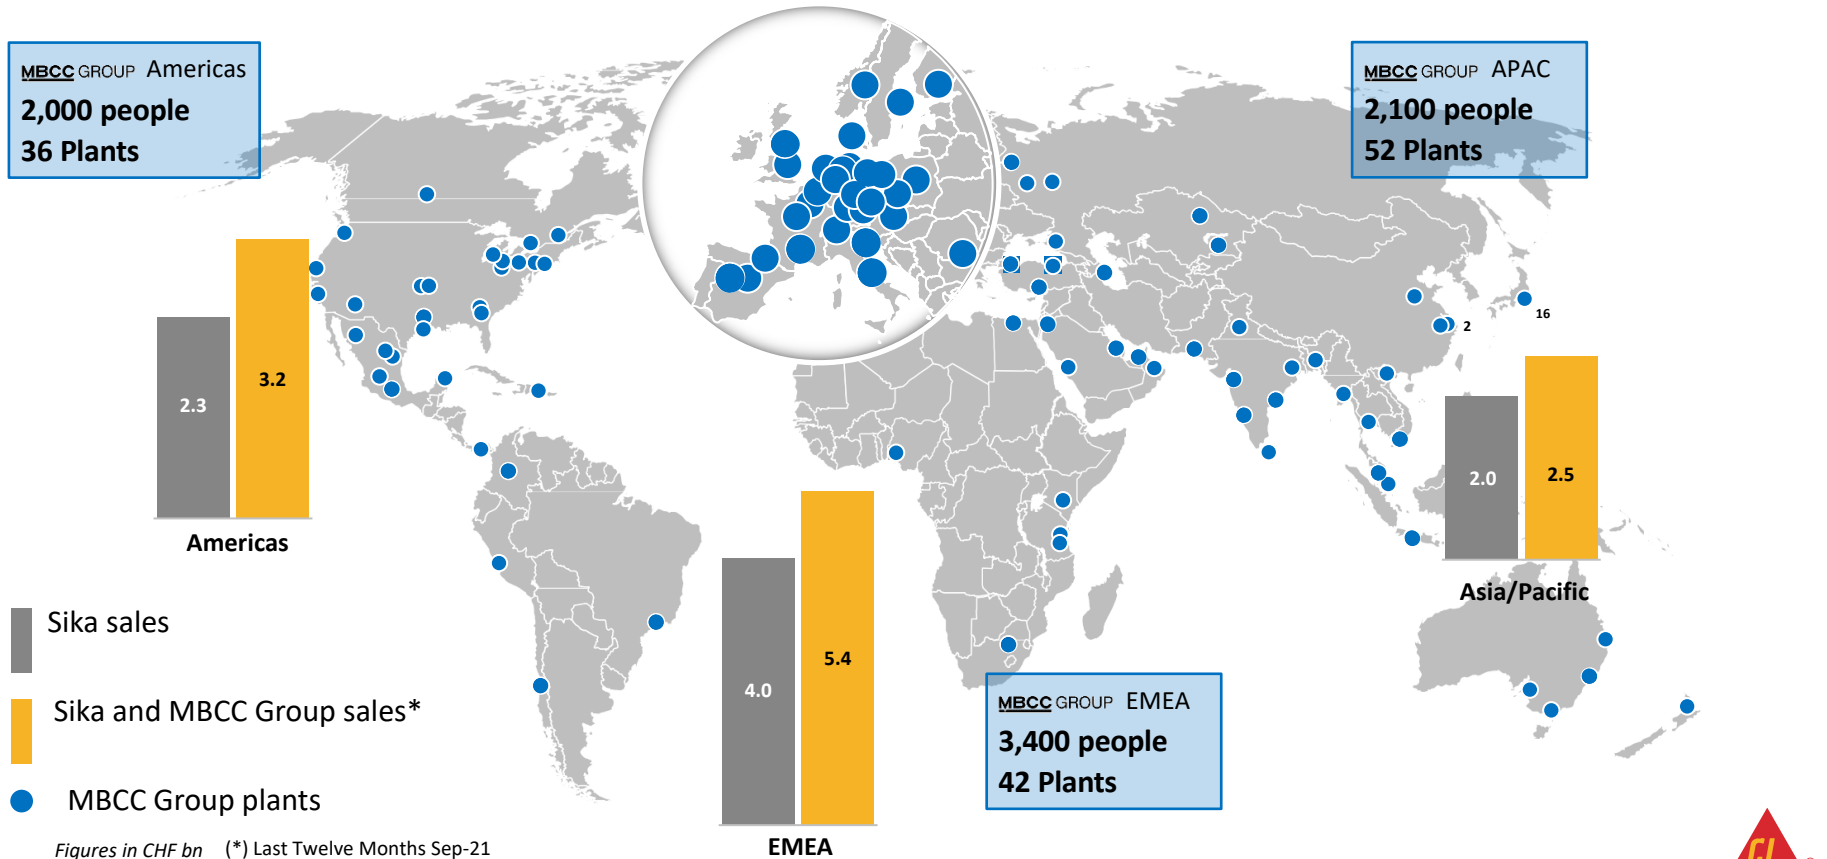 MBCC GROUP Americas
2,000 people
36 Plants
MBCC GROUP APAC
2,100 people
52 Plants
16
2
2.3
3.2
Americas
2.0
2.5
Asia/Pacific
4.0
5.4
EMEA
MBCC GROUP EMEA
3,400 people
42 Plants
Sika sales
Sika and MBCC Group sales*
MBCC Group plants
Figures in CHF bn (*) Last Twelve Months Sep-21